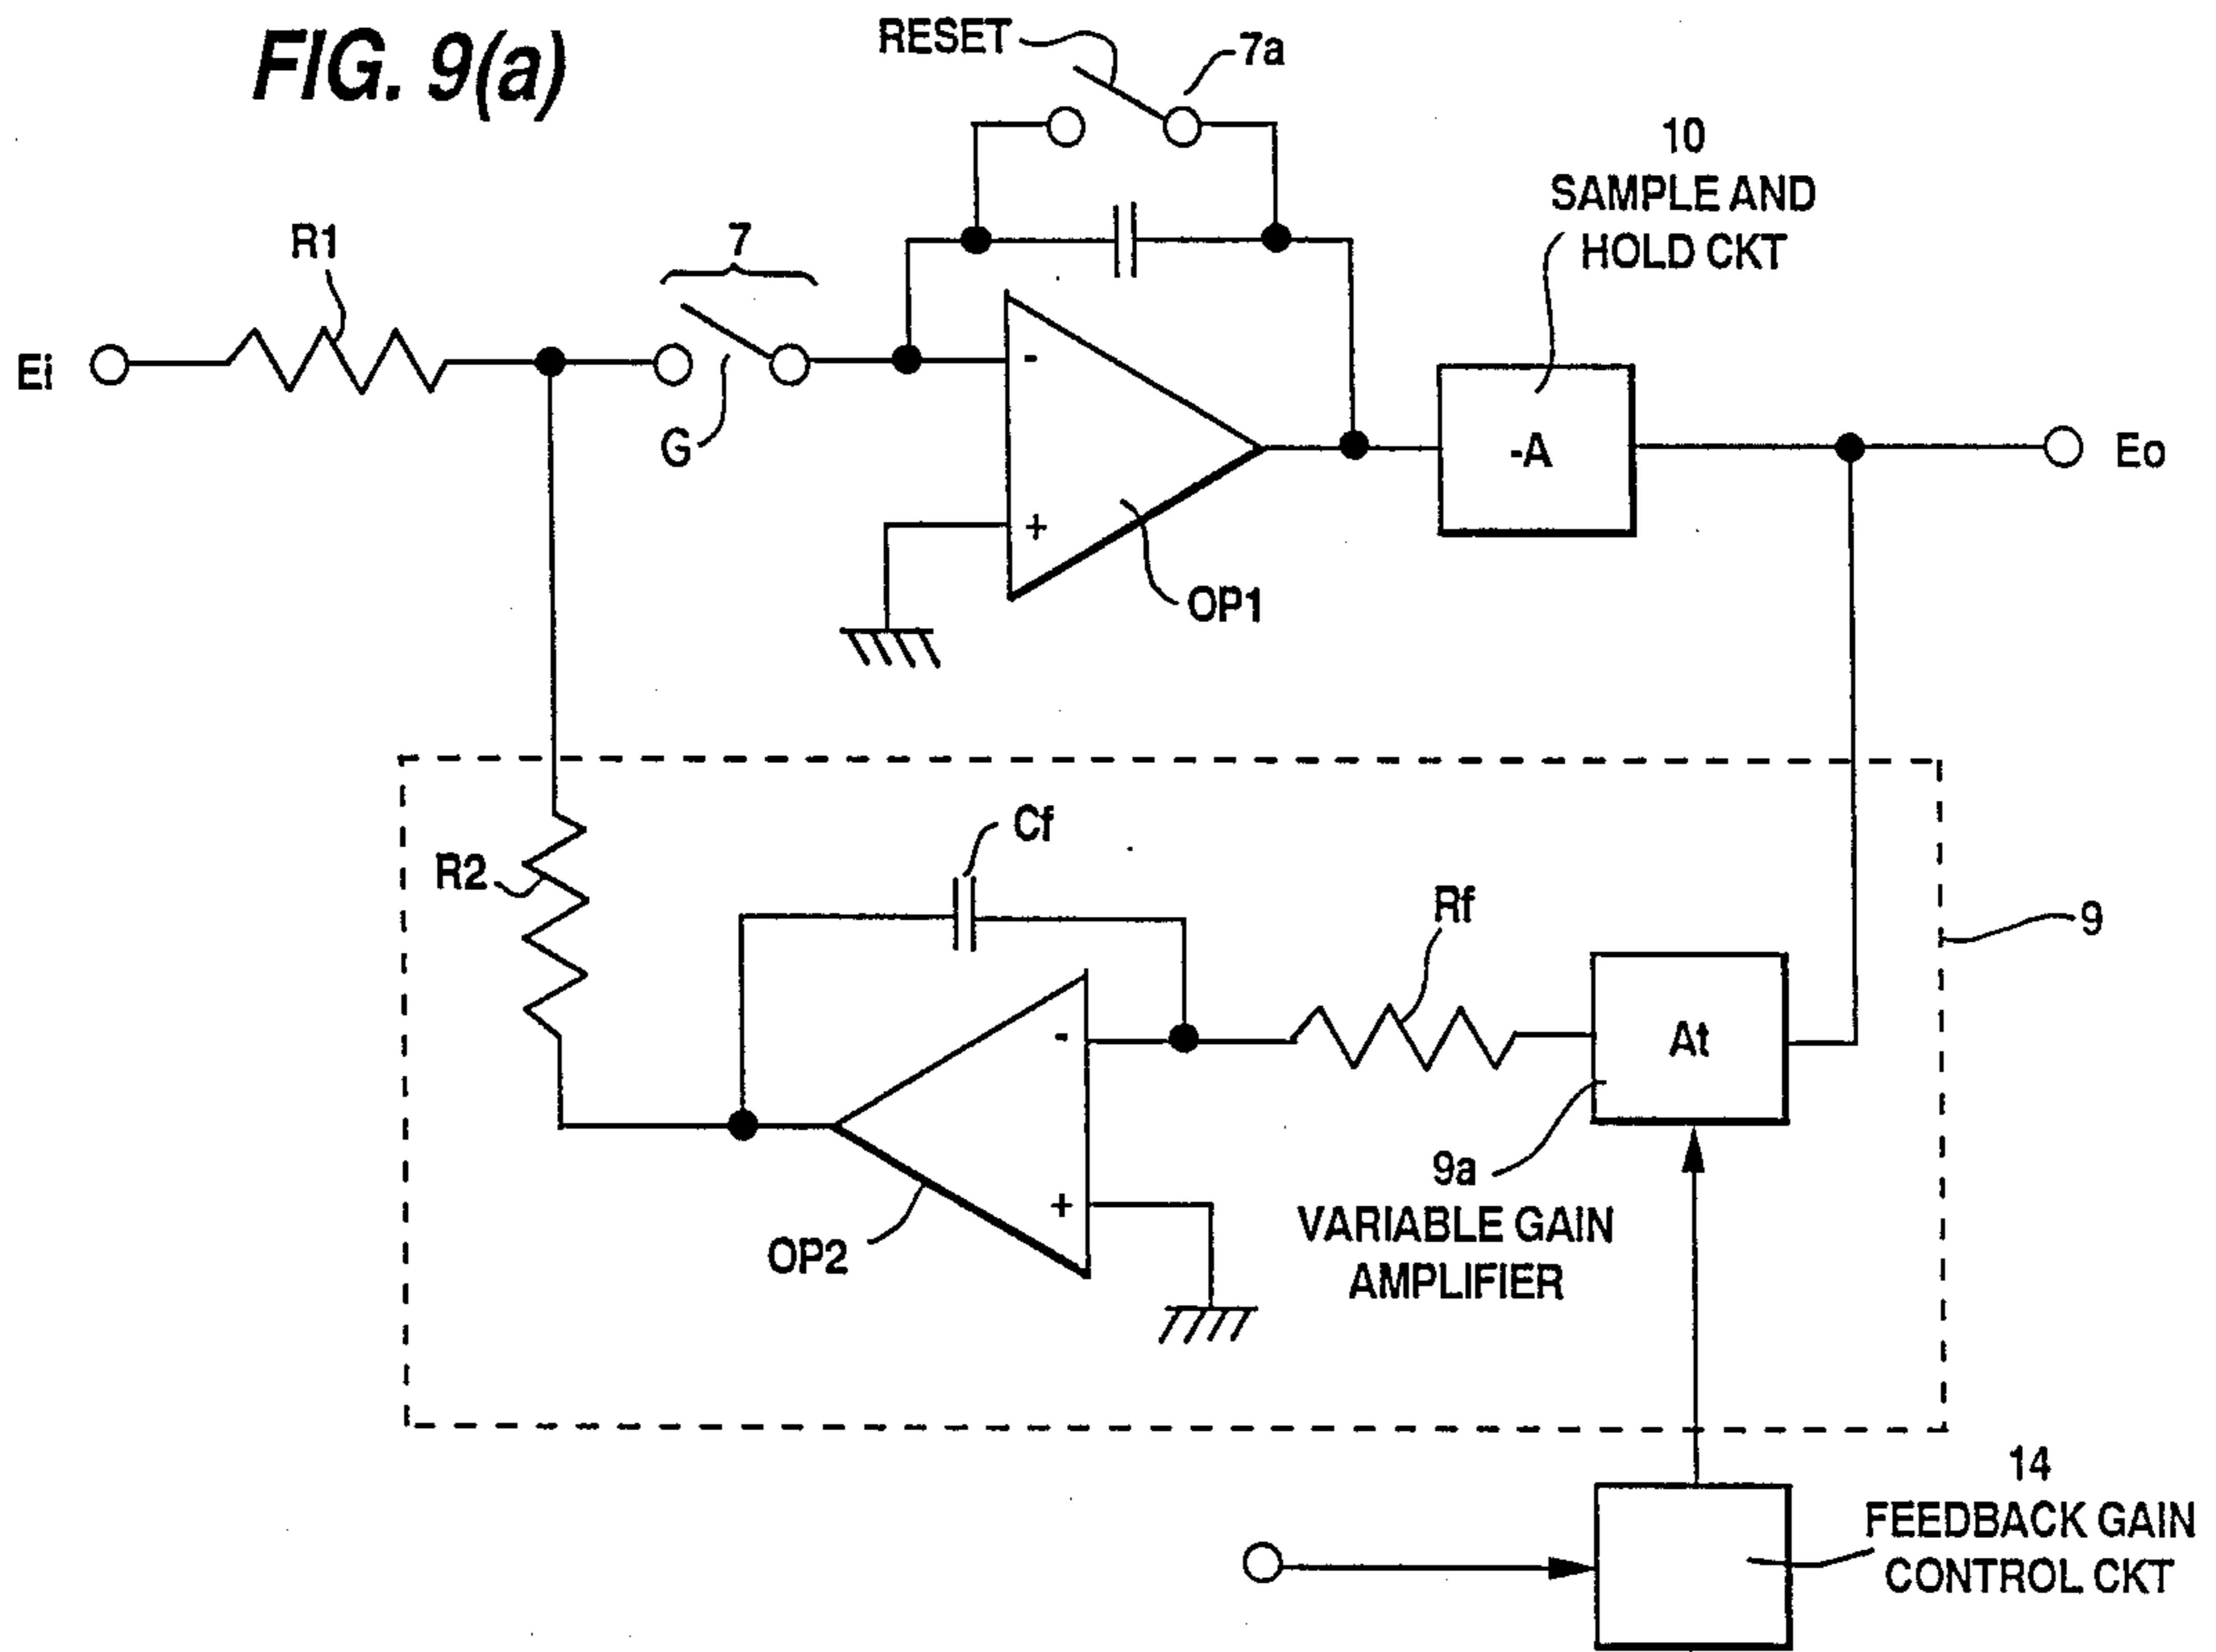 FIG. 9(a)
RESET
7a
10
SAMPLE AND
HOLD CKT
R1
7
Ei
G
-
+
OP1
-A
Eo
R2
Cf
Rf
9
-
+
OP2
At
9a
VARIABLE GAIN
AMPLIFIER
14
FEEDBACK GAIN
CONTROL CKT